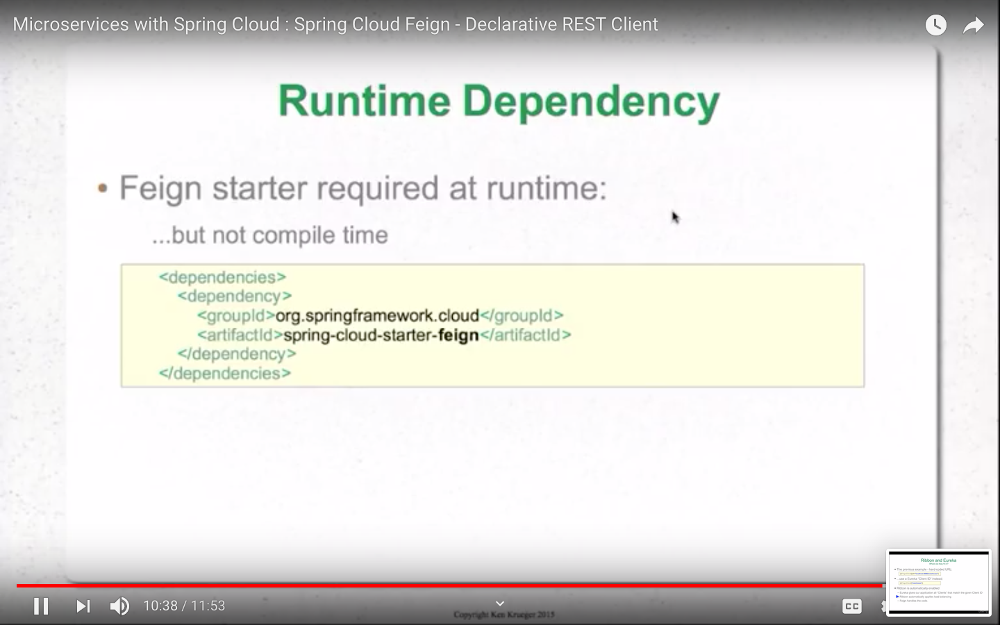 Microservices with Spring Cloud : Spring Cloud Feign - Declarative REST Client
Runtime Dependency
• Feign starter required at runtime:
...but not compile time
<dependencies>
<dependency>
<groupId>org.springframework.cloud</groupId>
<artifactId>spring-cloud-starter-feign</artifactId>
</dependency>
</dependencies>
10:38 / 11:53
CC
Copyright Ken Krueger 2015
Ribbon and Eureka